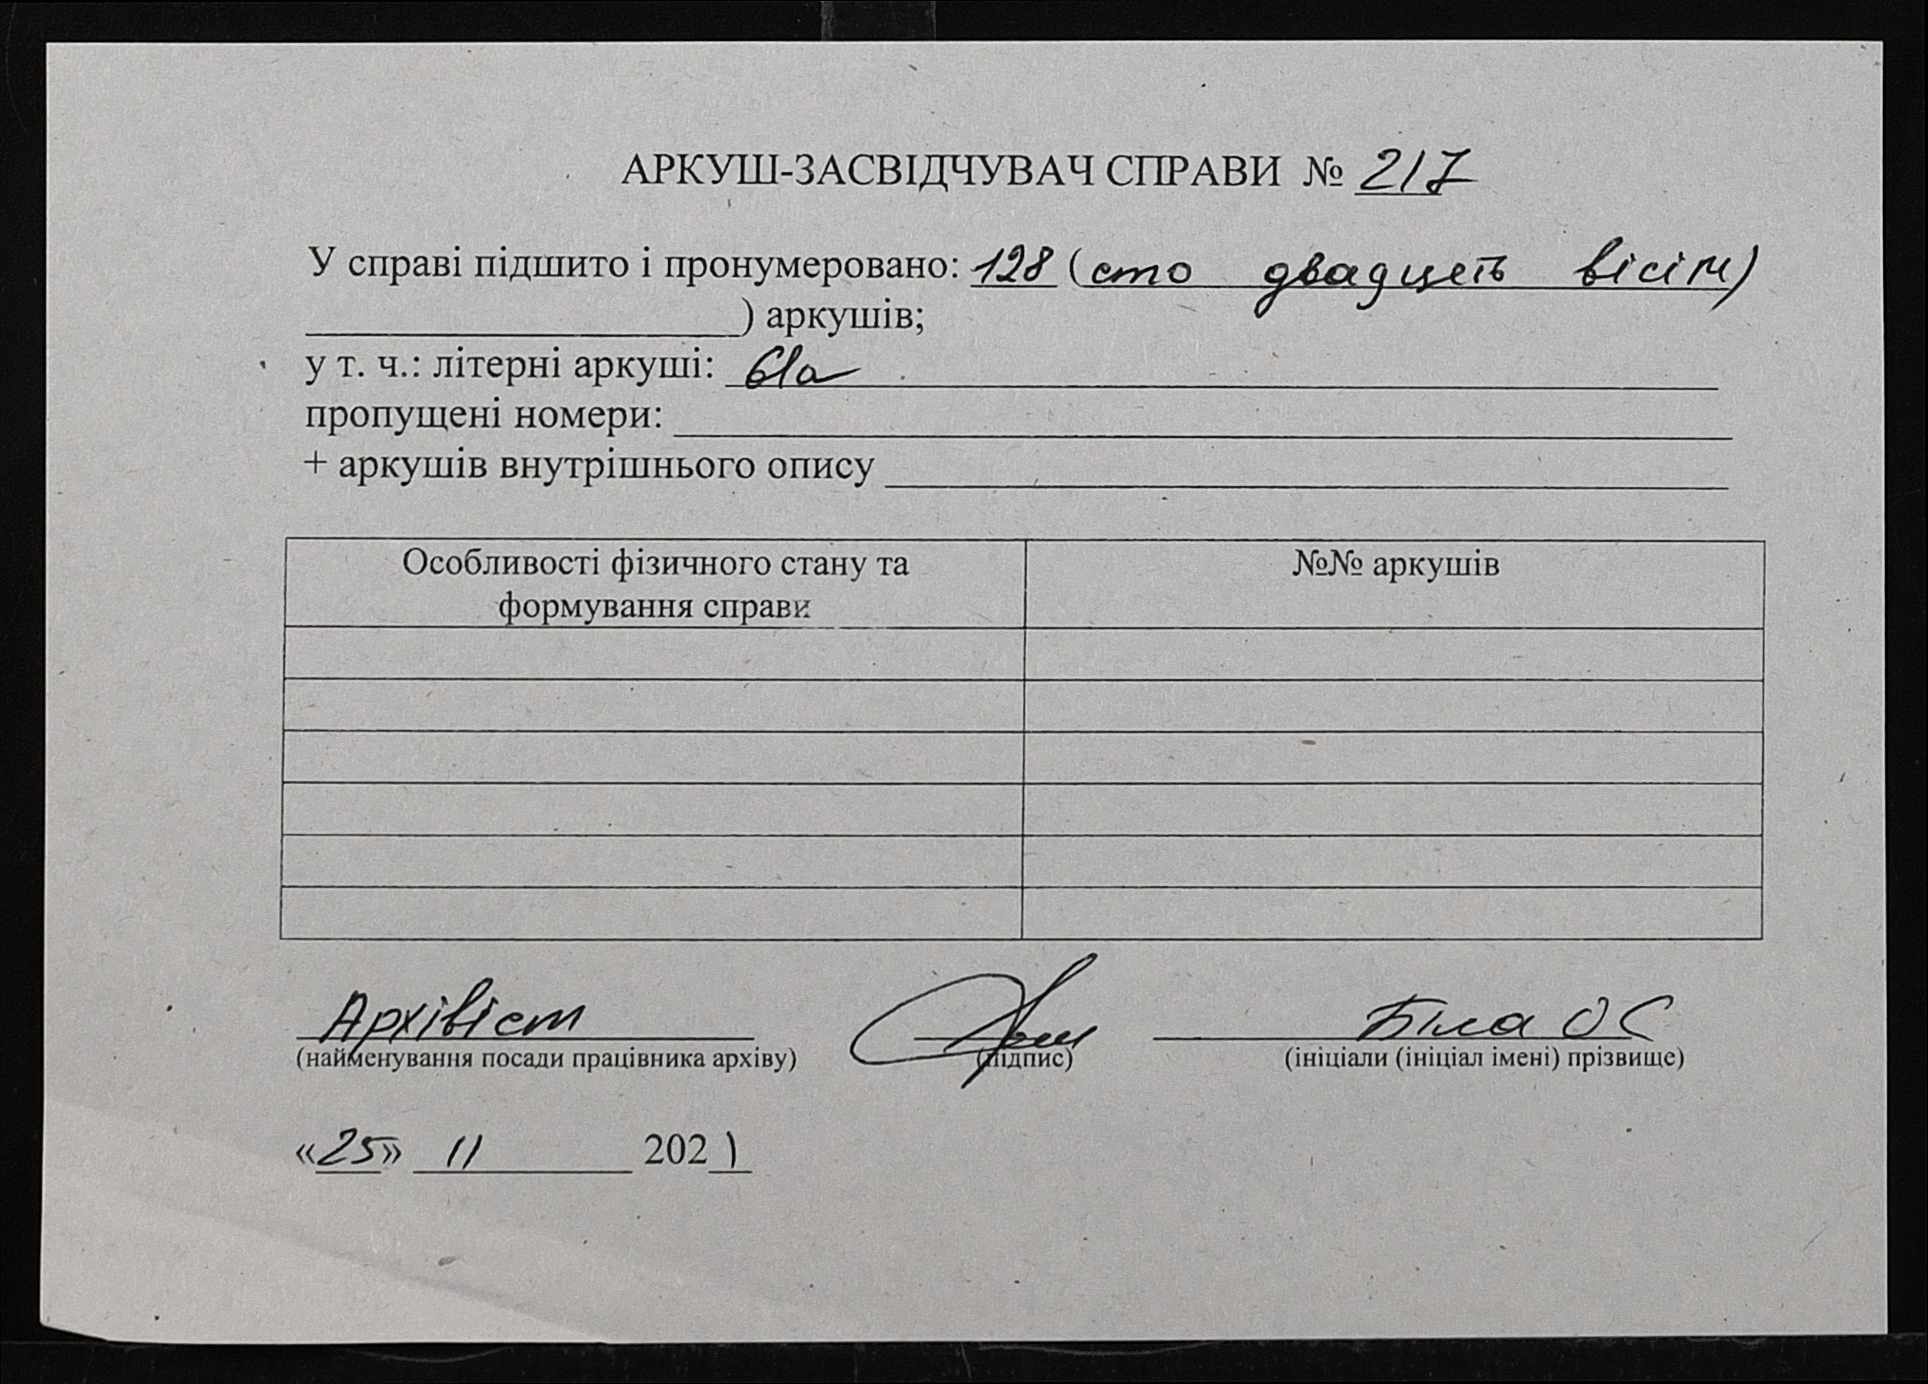 АРКУШ-ЗАСВІДЧУВАЧ СПРАВИ № 217
У справі підшито і пронумеровано: 128 (сто двадцеть вісім)
) аркушів;
у т. ч.: літерні аркуші: 61а
пропущені номери:
+ аркушів внутрішнього опису
Особливості фізичного стану та
формування справи
№№ аркушів
Архівіст Біла О С
(найменування посади працівника архіву) (підпис) (ініціали (ініціал імені) прізвище)
«25» 11 2021